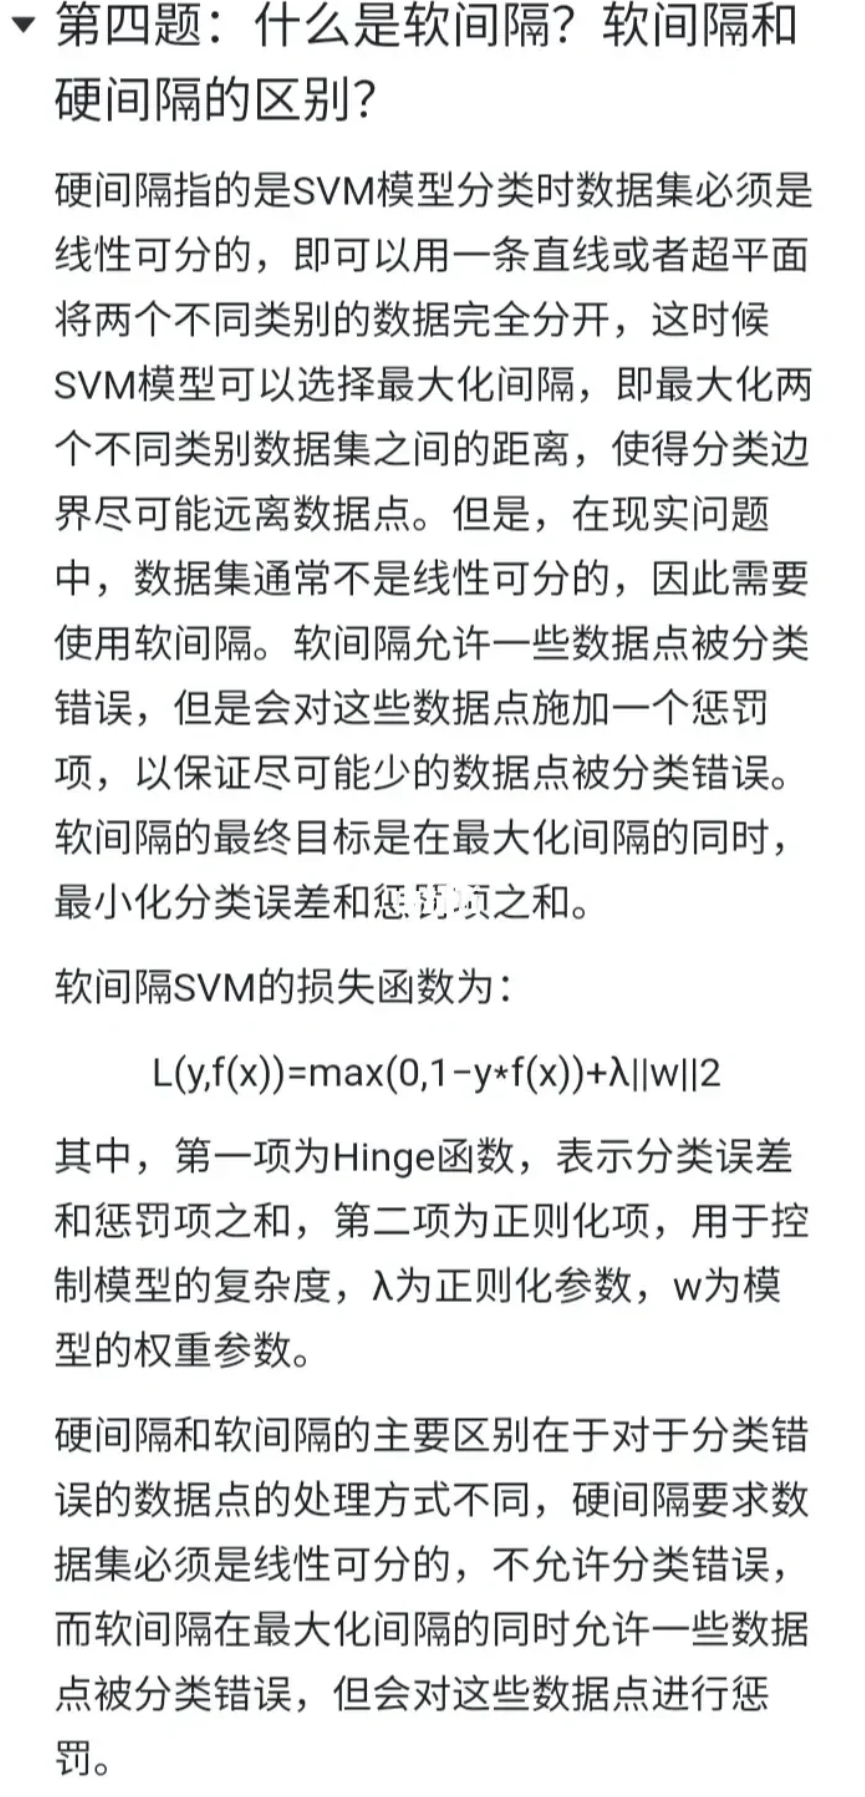 第四题：什么是软间隔？软间隔和
硬间隔的区别？
硬间隔指的是SVM模型分类时数据集必须是
线性可分的，即可以用一条直线或者超平面
将两个不同类别的数据完全分开，这时候
SVM模型可以选择最大化间隔，即最大化两
个不同类别数据集之间的距离，使得分类边
界尽可能远离数据点。但是，在现实问题
中，数据集通常不是线性可分的，因此需要
使用软间隔。软间隔允许一些数据点被分类
错误，但是会对这些数据点施加一个惩罚
项，以保证尽可能少的数据点被分类错误。
软间隔的最终目标是在最大化间隔的同时，
最小化分类误差和惩罚项之和。
软间隔SVM的损失函数为：
L(y,f(x))=max(0,1−y*f(x))+λ||w||2
其中，第一项为Hinge函数，表示分类误差
和惩罚项之和，第二项为正则化项，用于控
制模型的复杂度，λ为正则化参数，w为模
型的权重参数。
硬间隔和软间隔的主要区别在于对于分类错
误的数据点的处理方式不同，硬间隔要求数
据集必须是线性可分的，不允许分类错误，
而软间隔在最大化间隔的同时允许一些数据
点被分类错误，但会对这些数据点进行惩
罚。